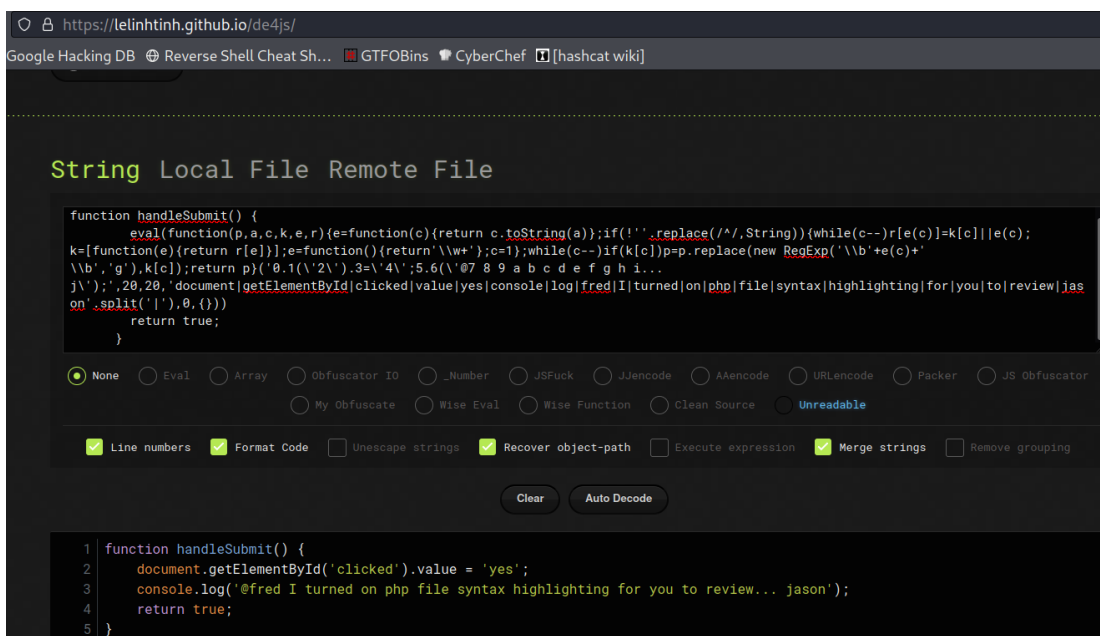 https://lelinhtinh.github.io/de4js/
Google Hacking DB Reverse Shell Cheat Sh... GTFOBins CyberChef [hashcat wiki]
String Local File Remote File
function handleSubmit() {
eval(function(p,a,c,k,e,r){e=function(c){return c.toString(a)};if(!''.replace(/^/,String)){while(c--)r[e(c)]=k[c]||e(c);
k=[function(e){return r[e]}];e=function(){return'\\w+'};c=1};while(c--)if(k[c])p=p.replace(new RegExp('\\b'+e(c)+'
\\b','g'),k[c]);return p}('0.1(\'2\').3=\'4\';5.6(\'@7 8 9 a b c d e f g h i...
j\');',20,20,'document|getElementById|clicked|value|yes|console|log|fred|I|turned|on|php|file|syntax|highlighting|for|you|to|review|jas
on'.split('|'),0,{}))
return true;
}
None Eval Array Obfuscator IO _Number JSFuck JJencode AAencode URLencode Packer JS Obfuscator
My Obfuscate Wise Eval Wise Function Clean Source Unreadable
Line numbers Format Code Unescape strings Recover object-path Execute expression Merge strings Remove grouping
Clear Auto Decode
1 function handleSubmit() {
2 document.getElementById('clicked').value = 'yes';
3 console.log('@fred I turned on php file syntax highlighting for you to review... jason');
4 return true;
5 }